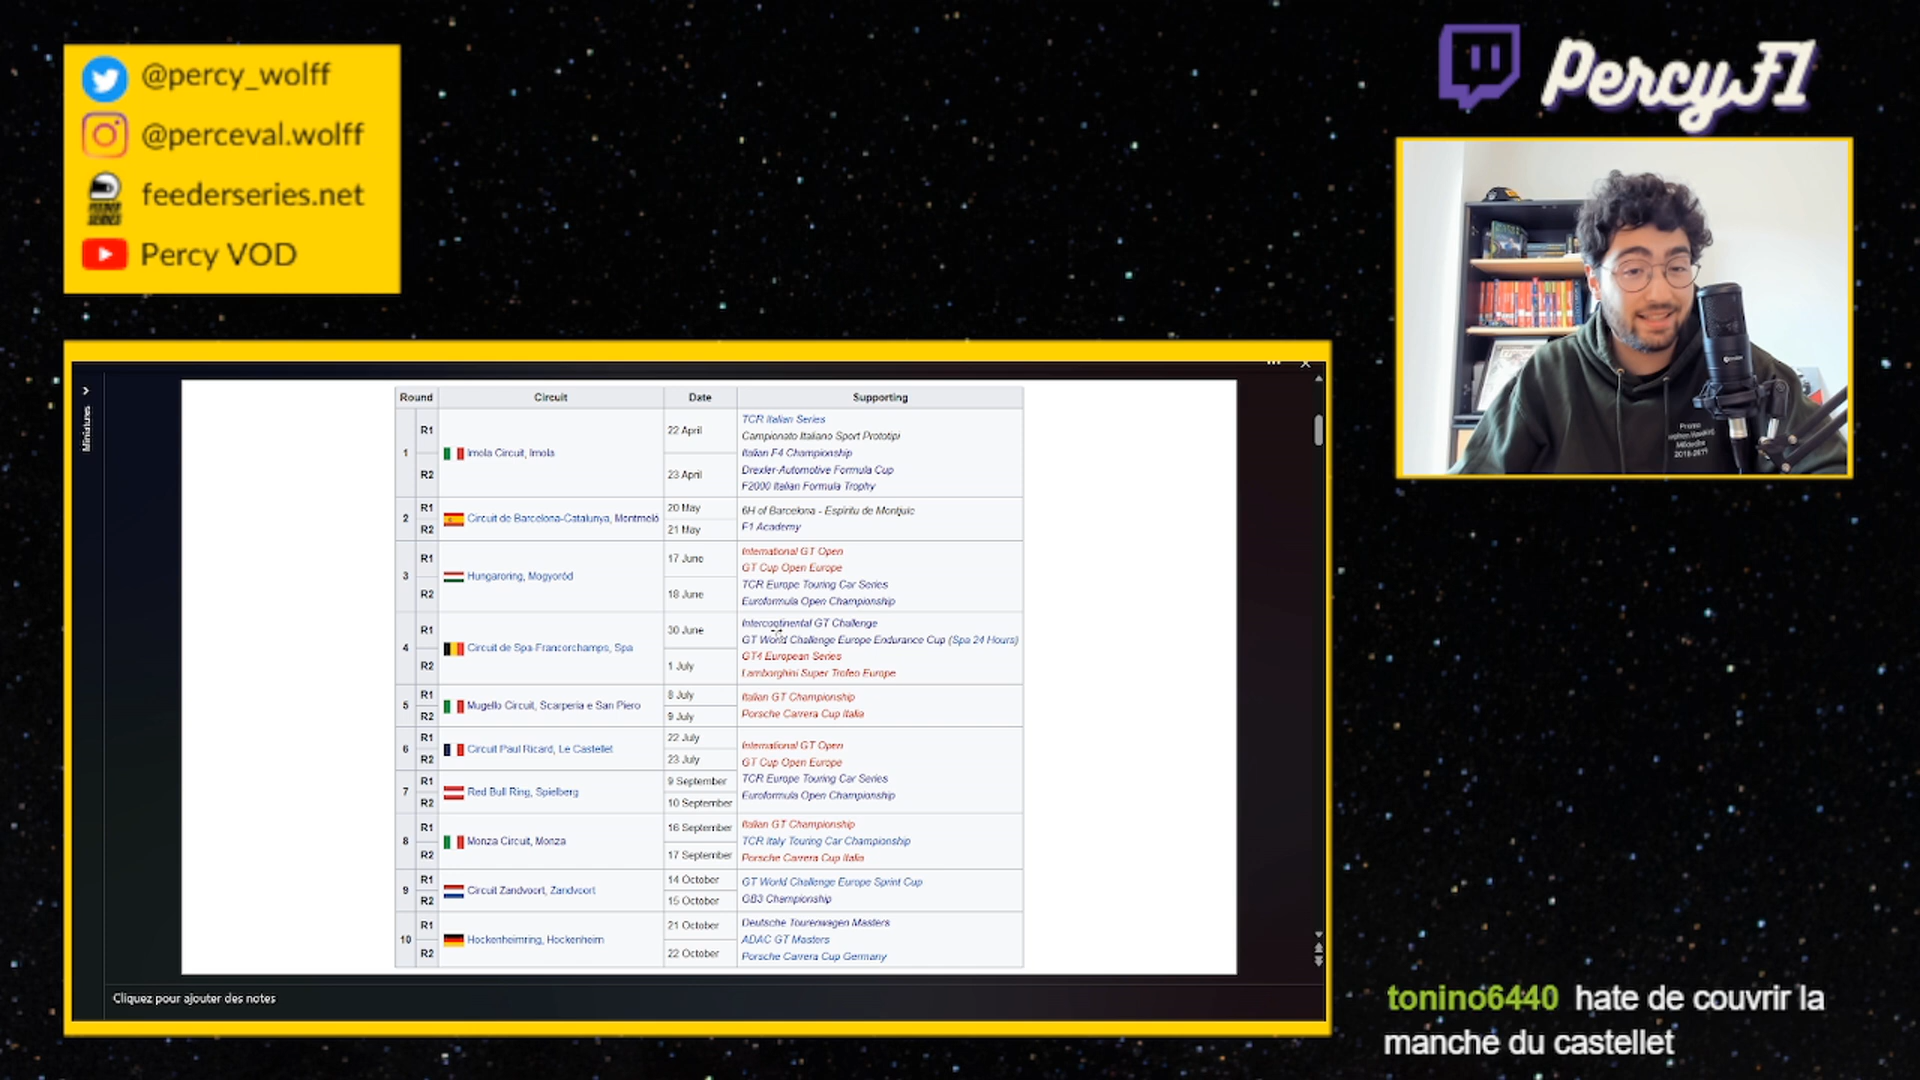 @percy_wolff
@perceval.wolff
feederseries.net
Percy VOD
PercyF1
Miniatures
Round Circuit Date Supporting
1 R1 Imola Circuit, Imola 22 April TCR Italian Series
Campionato Italiano Sport Prototipi
Italian F4 Championship
R2 23 April Drexler-Automotive Formula Cup
F2000 Italian Formula Trophy
2 R1 Circuit de Barcelona-Catalunya, Montmeló 20 May 6H of Barcelona - Espíritu de Montjuïc
R2 21 May F1 Academy
3 R1 Hungaroring, Mogyoród 17 June International GT Open
GT Cup Open Europe
R2 18 June TCR Europe Touring Car Series
Euroformula Open Championship
4 R1 Circuit de Spa-Francorchamps, Spa 30 June Intercontinental GT Challenge
GT World Challenge Europe Endurance Cup (Spa 24 Hours)
R2 1 July GT4 European Series
Lamborghini Super Trofeo Europe
5 R1 Mugello Circuit, Scarperia e San Piero 8 July Italian GT Championship
R2 9 July Porsche Carrera Cup Italia
6 R1 Circuit Paul Ricard, Le Castellet 22 July International GT Open
R2 23 July GT Cup Open Europe
7 R1 Red Bull Ring, Spielberg 9 September TCR Europe Touring Car Series
R2 10 September Euroformula Open Championship
8 R1 Monza Circuit, Monza 16 September Italian GT Championship
TCR Italy Touring Car Championship
R2 17 September Porsche Carrera Cup Italia
9 R1 Circuit Zandvoort, Zandvoort 14 October GT World Challenge Europe Sprint Cup
R2 15 October GB3 Championship
10 R1 Hockenheimring, Hockenheim 21 October Deutsche Tourenwagen Masters
ADAC GT Masters
R2 22 October Porsche Carrera Cup Germany
Cliquez pour ajouter des notes
tonino6440 hate de couvrir la
manche du castellet